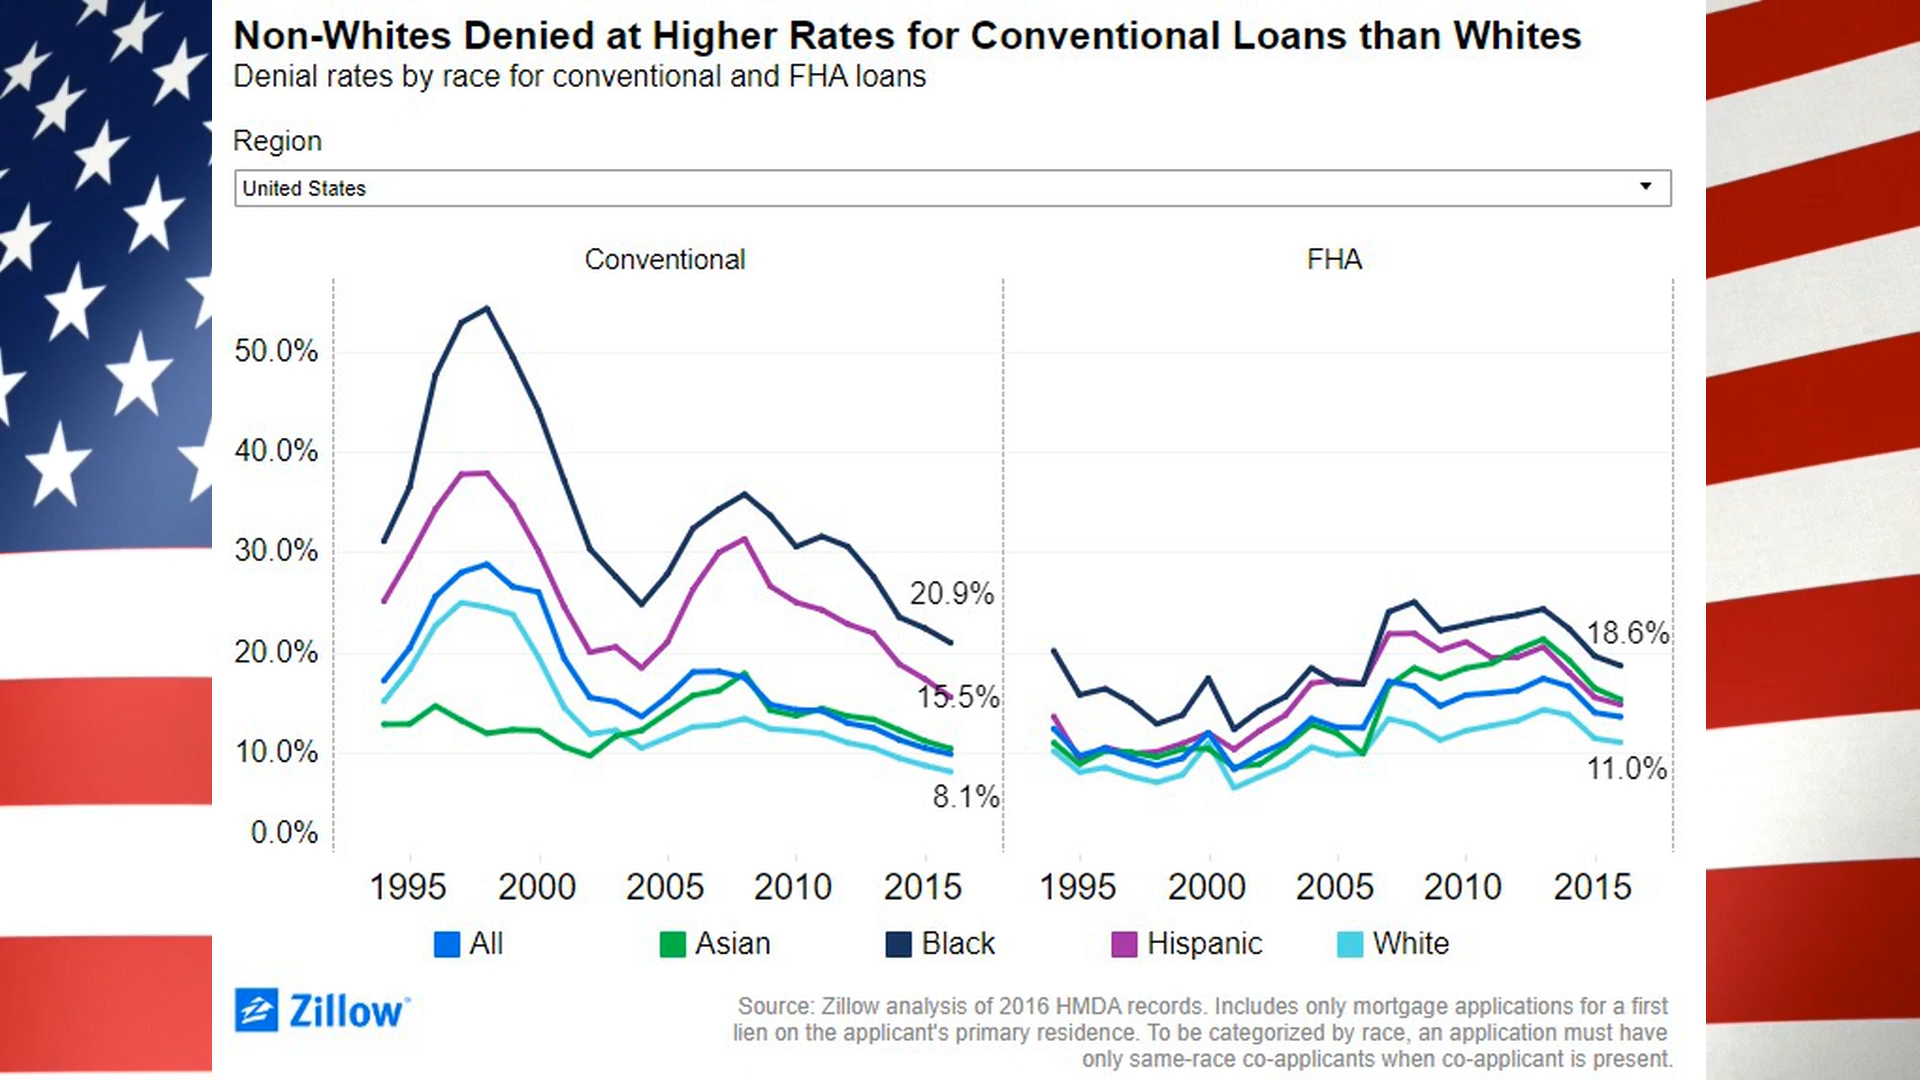 Non-Whites Denied at Higher Rates for Conventional Loans than Whites
Denial rates by race for conventional and FHA loans
Region
United States
Conventional
FHA
50.0%
40.0%
30.0%
20.0%
10.0%
0.0%
20.9%
15.5%
8.1%
18.6%
11.0%
1995 2000 2005 2010 2015
1995 2000 2005 2010 2015
All Asian Black Hispanic White
Zillow
Source: Zillow analysis of 2016 HMDA records. Includes only mortgage applications for a first
lien on the applicant's primary residence. To be categorized by race, an application must have
only same-race co-applicants when co-applicant is present.